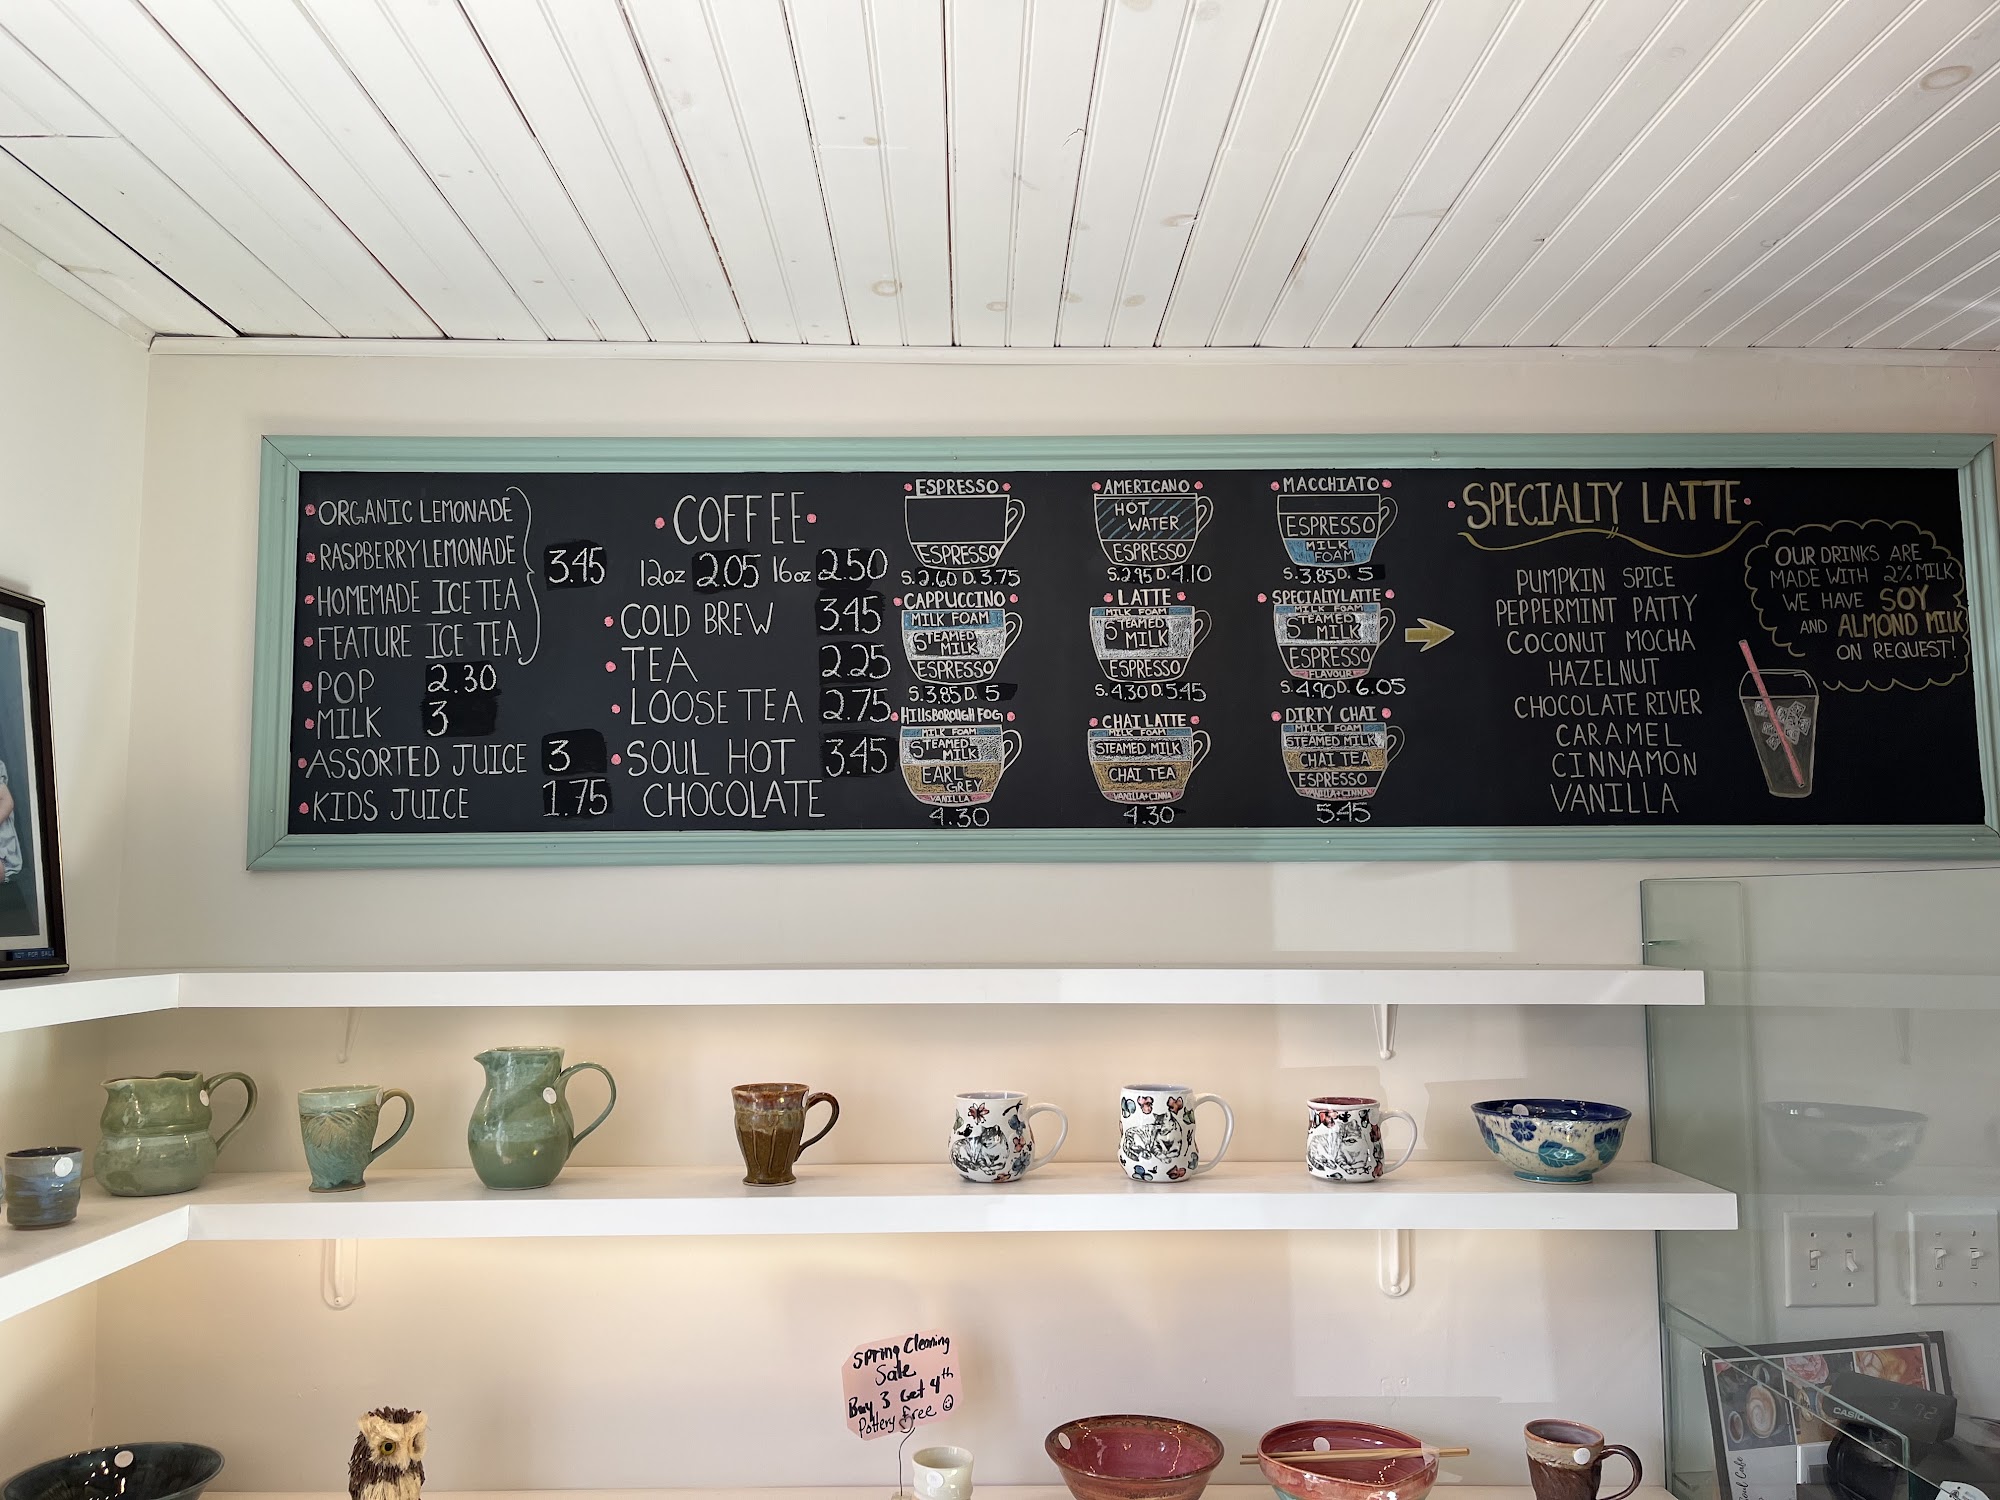 ORGANIC LEMONADE
RASPBERRY LEMONADE
HOMEMADE ICE TEA
FEATURE ICE TEA
3.45
POP 2.30
MILK 3
ASSORTED JUICE 3
KIDS JUICE 1.75
COFFEE
12oz 2.05 16oz 2.50
COLD BREW 3.45
TEA 2.25
LOOSE TEA 2.75
SOUL HOT 3.45
CHOCOLATE
ESPRESSO
ESPRESSO
S. 2.60 D. 3.75
AMERICANO
HOT
WATER
ESPRESSO
S. 2.95 D. 4.10
MACCHIATO
ESPRESSO
MILK
FOAM
S. 3.85 D. 5
CAPPUCCINO
MILK FOAM
STEAMED
MILK
ESPRESSO
S. 3.85 D. 5
LATTE
MILK FOAM
STEAMED
MILK
ESPRESSO
S. 4.30 D. 5.45
SPECIALTY LATTE
MILK FOAM
STEAMED
MILK
ESPRESSO
FLAVOUR
S. 4.90 D. 6.05
HILLSBOROUGH FOG
MILK FOAM
STEAMED
MILK
EARL
GREY
VANILLA
4.30
CHAI LATTE
MILK FOAM
STEAMED MILK
CHAI TEA
VANILLA + CINNA
4.30
DIRTY CHAI
MILK FOAM
STEAMED MILK
CHAI TEA
ESPRESSO
VANILLA + CINNA
5.45
SPECIALTY LATTE
PUMPKIN SPICE
PEPPERMINT PATTY
COCONUT MOCHA
HAZELNUT
CHOCOLATE RIVER
CARAMEL
CINNAMON
VANILLA
OUR DRINKS ARE
MADE WITH 2% MILK
WE HAVE SOY
AND ALMOND MILK
ON REQUEST!
NOT FOR SALE
Spring Cleaning
Sale
Buy 3 Get 4th
Pottery free
CASIO